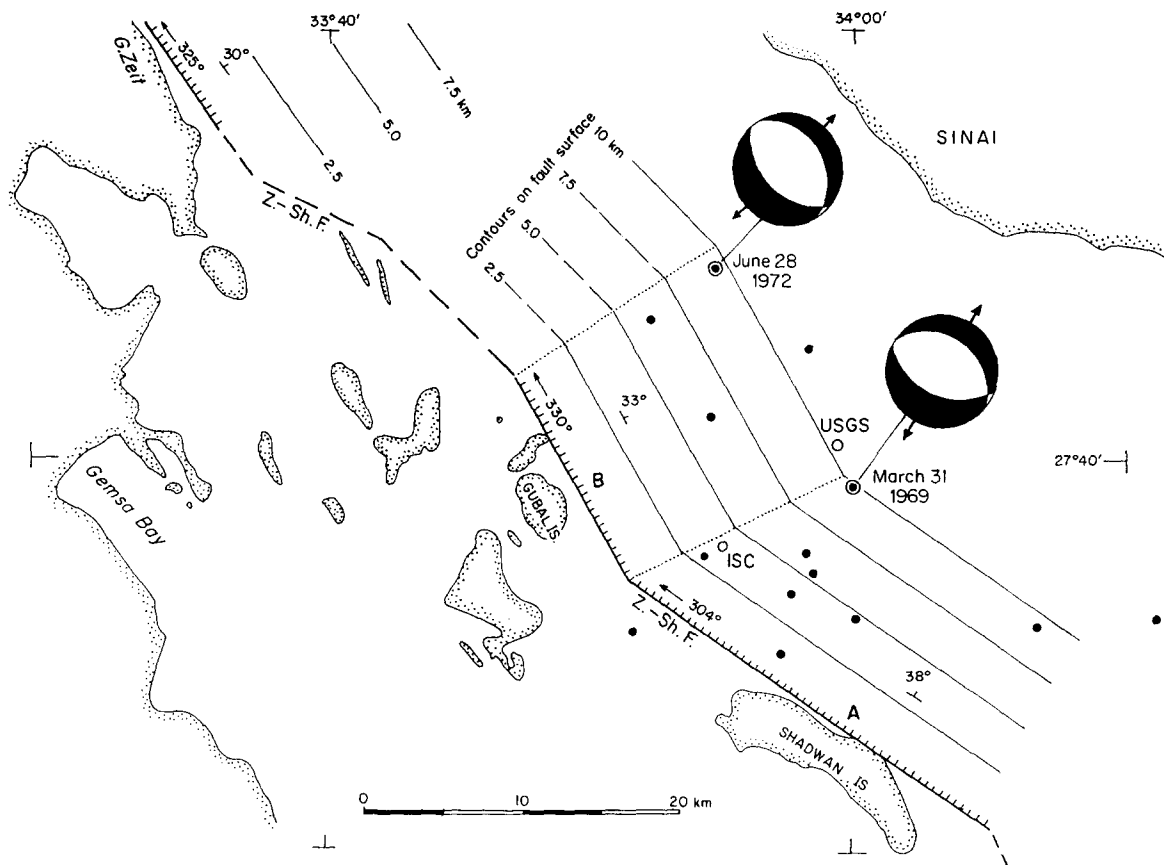 33°40'
34°00'
G.Zeit
325°
30°
2.5
5.0
7.5 km
Z.-Sh. F.
Contours on fault surface
2.5
5.0
7.5
10 km
SINAI
June 28
1972
33°
330°
B
USGS
March 31
1969
27°40'
Gemsa Bay
GUBAL IS
ISC
304°
Z.-Sh. F.
38°
A
SHADWAN IS
0 10 20 km